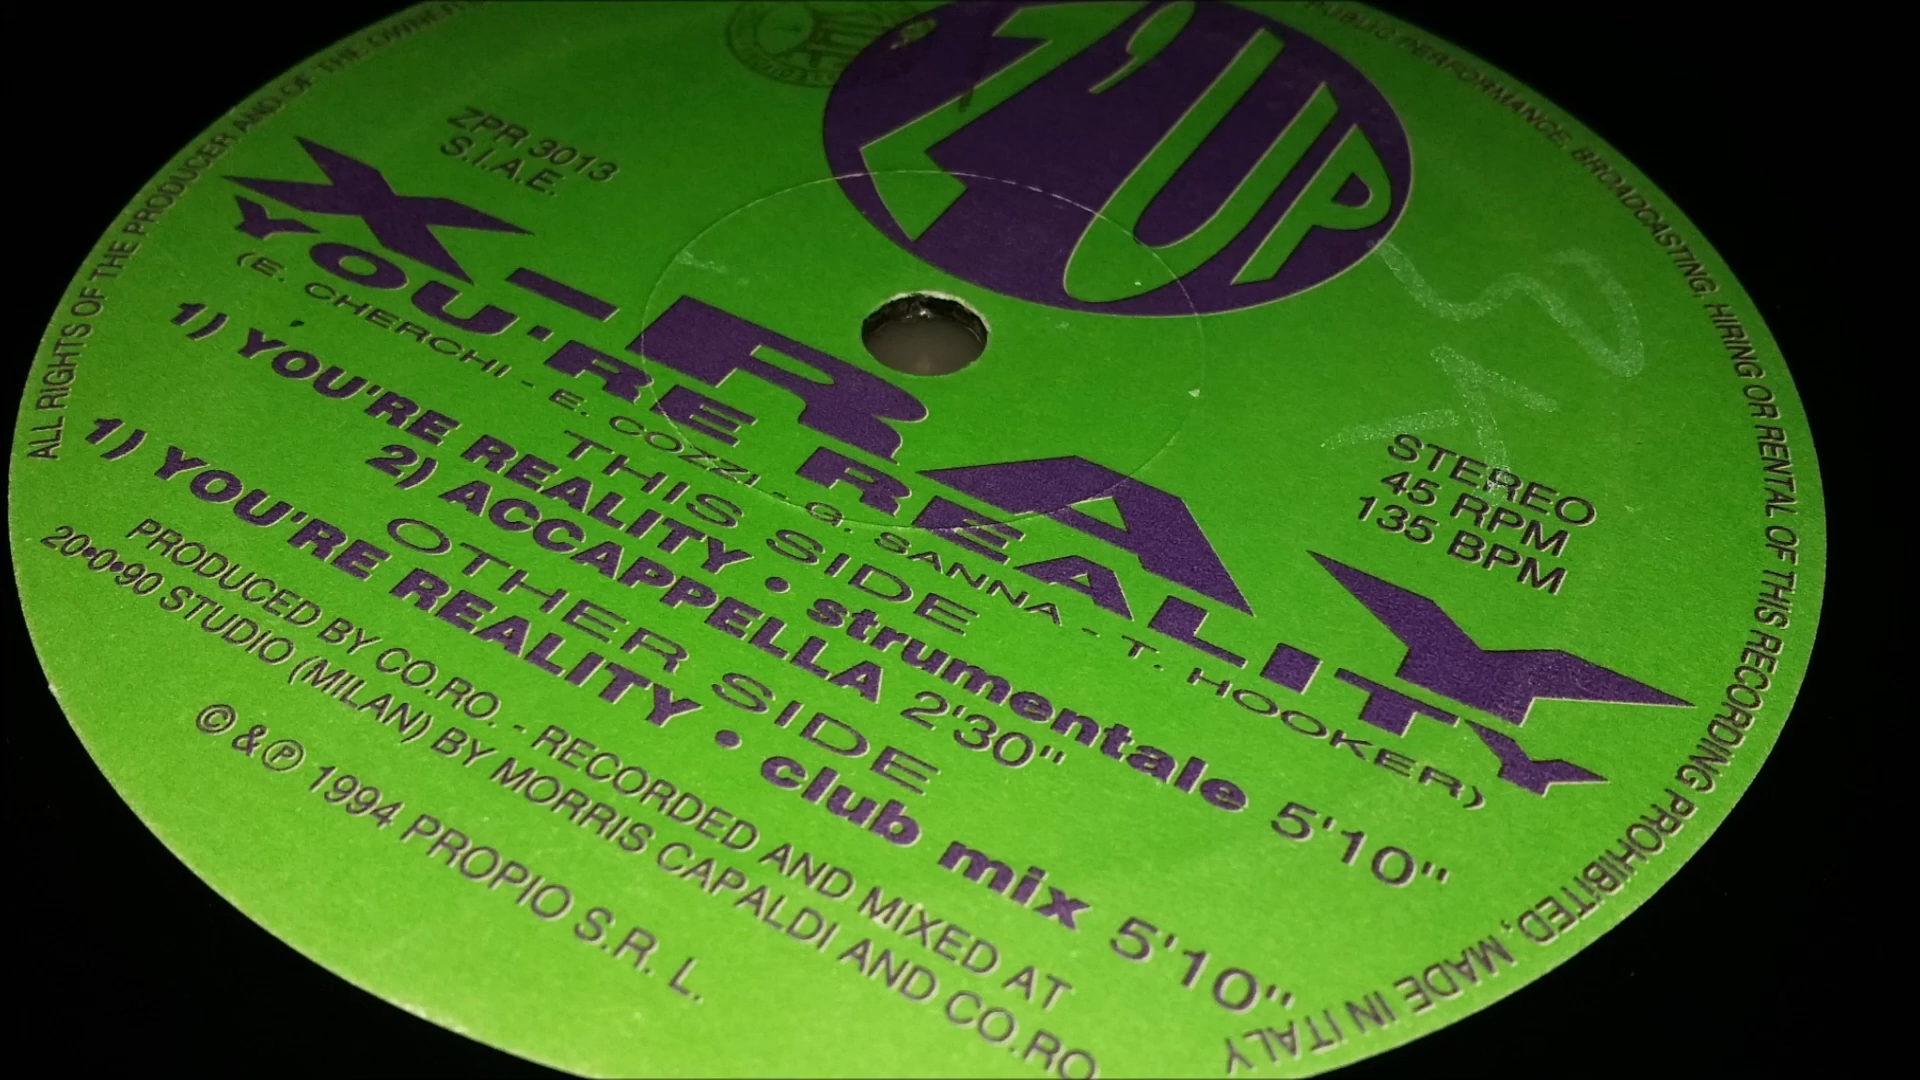 Z'UP
ZPR 3013
S.I.A.E.
X-RAY
YOU'RE REALITY
(E. CHERCHI - E. COZZI - G. SANNA - T. HOOKER)
STEREO
45 RPM
135 BPM
THIS SIDE
1) YOU'RE REALITY • strumentale 5'10"
2) ACCAPPELLA 2'30"
OTHER SIDE
1) YOU'RE REALITY • club mix 5'10"
PRODUCED BY CO.RO. - RECORDED AND MIXED AT
20•0•90 STUDIO (MILAN) BY MORRIS CAPALDI AND CO.RO
© & ℗ 1994 PROPIO S.R. L.
ALL RIGHTS OF THE PRODUCER AND OF THE OWNER
PUBLIC PERFORMANCE, BROADCASTING, HIRING OR RENTAL OF THIS RECORDING PROHIBITED, MADE IN ITALY